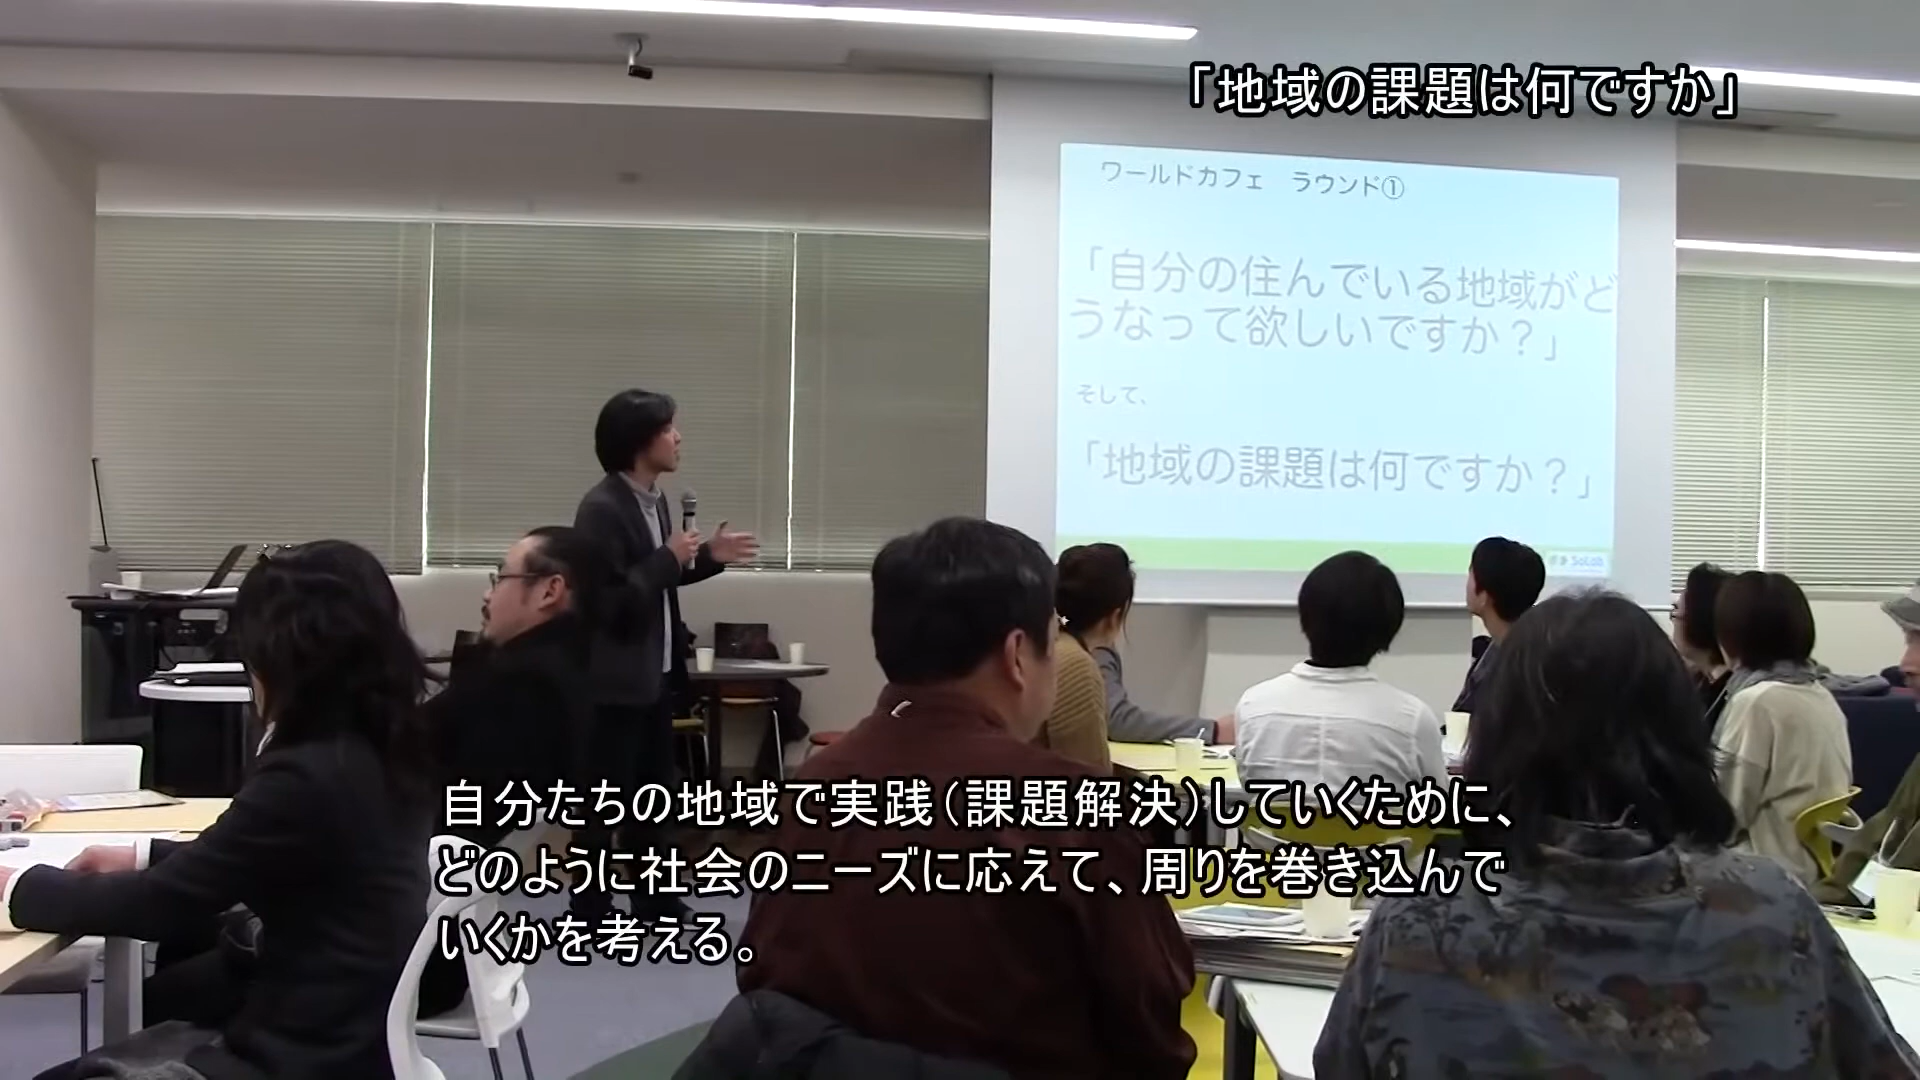 「地域の課題は何ですか」
ワールドカフェ ラウンド①
「自分の住んでいる地域がど
うなって欲しいですか？」
そして、
「地域の課題は何ですか？」
SoLab
自分たちの地域で実践（課題解決）していくために、
どのように社会のニーズに応えて、周りを巻き込んで
いくかを考える。